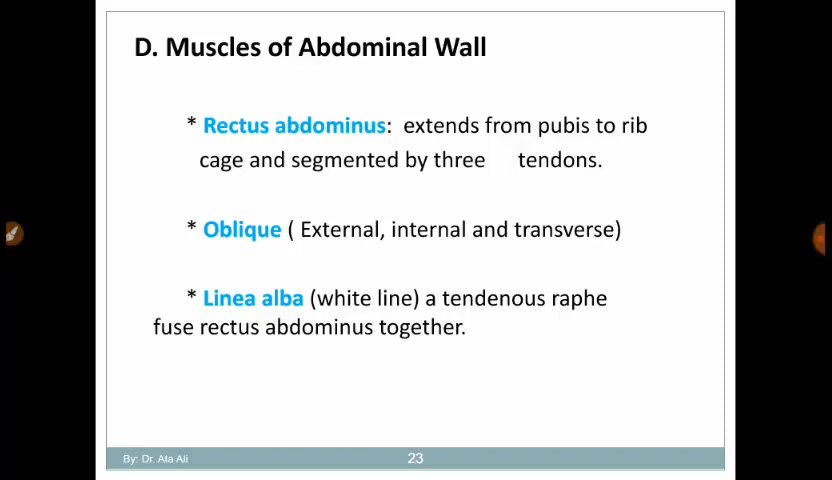 D. Muscles of Abdominal Wall
* Rectus abdominus: extends from pubis to rib
cage and segmented by three tendons.
* Oblique ( External, internal and transverse)
* Linea alba (white line) a tendenous raphe
fuse rectus abdominus together.
By: Dr. Ata Ali
23